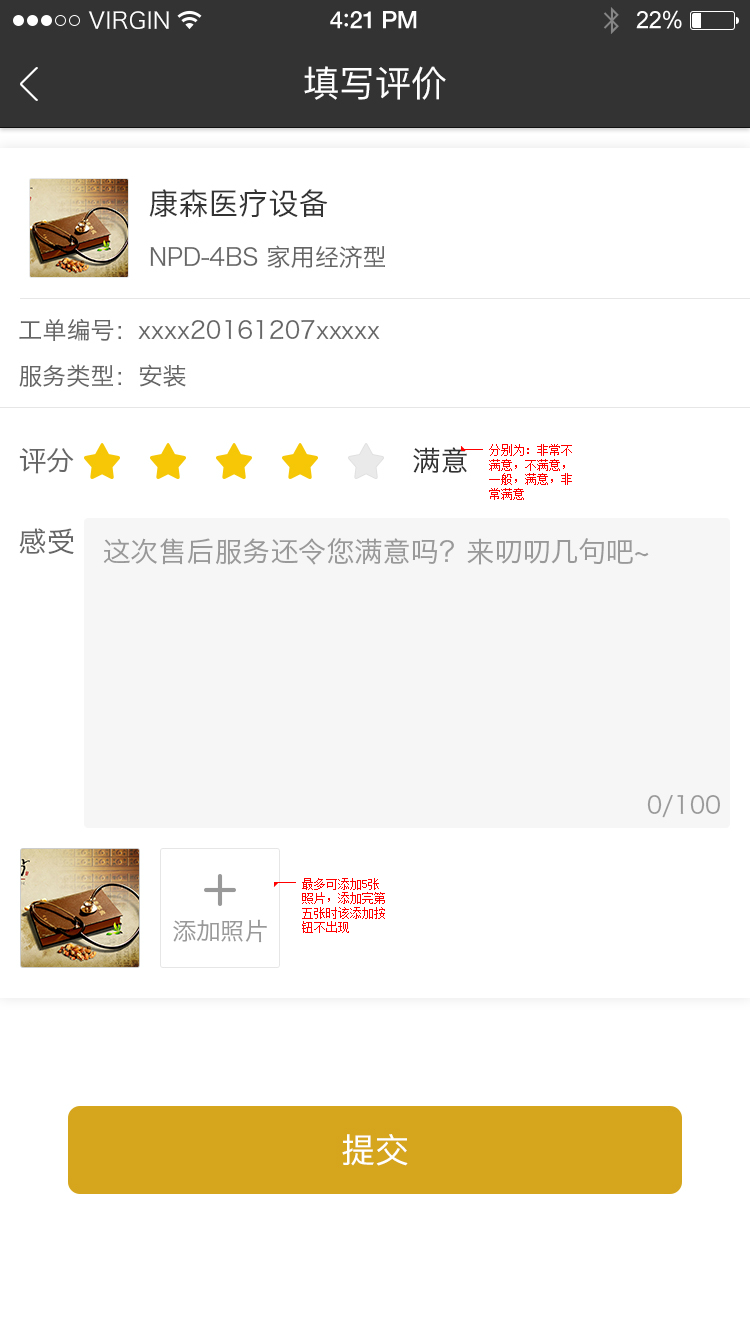 VIRGIN 4:21 PM 22%
填写评价
康森医疗设备
NPD-4BS 家用经济型
工单编号：xxxx20161207xxxxx
服务类型：安装
评分 满意
分别为：非常不
满意，不满意，
一般，满意，非
常满意
感受
这次售后服务还令您满意吗？来叨叨几句吧~
0/100
添加照片
最多可添加5张
照片，添加完第
五张时该添加按
钮不出现
提交